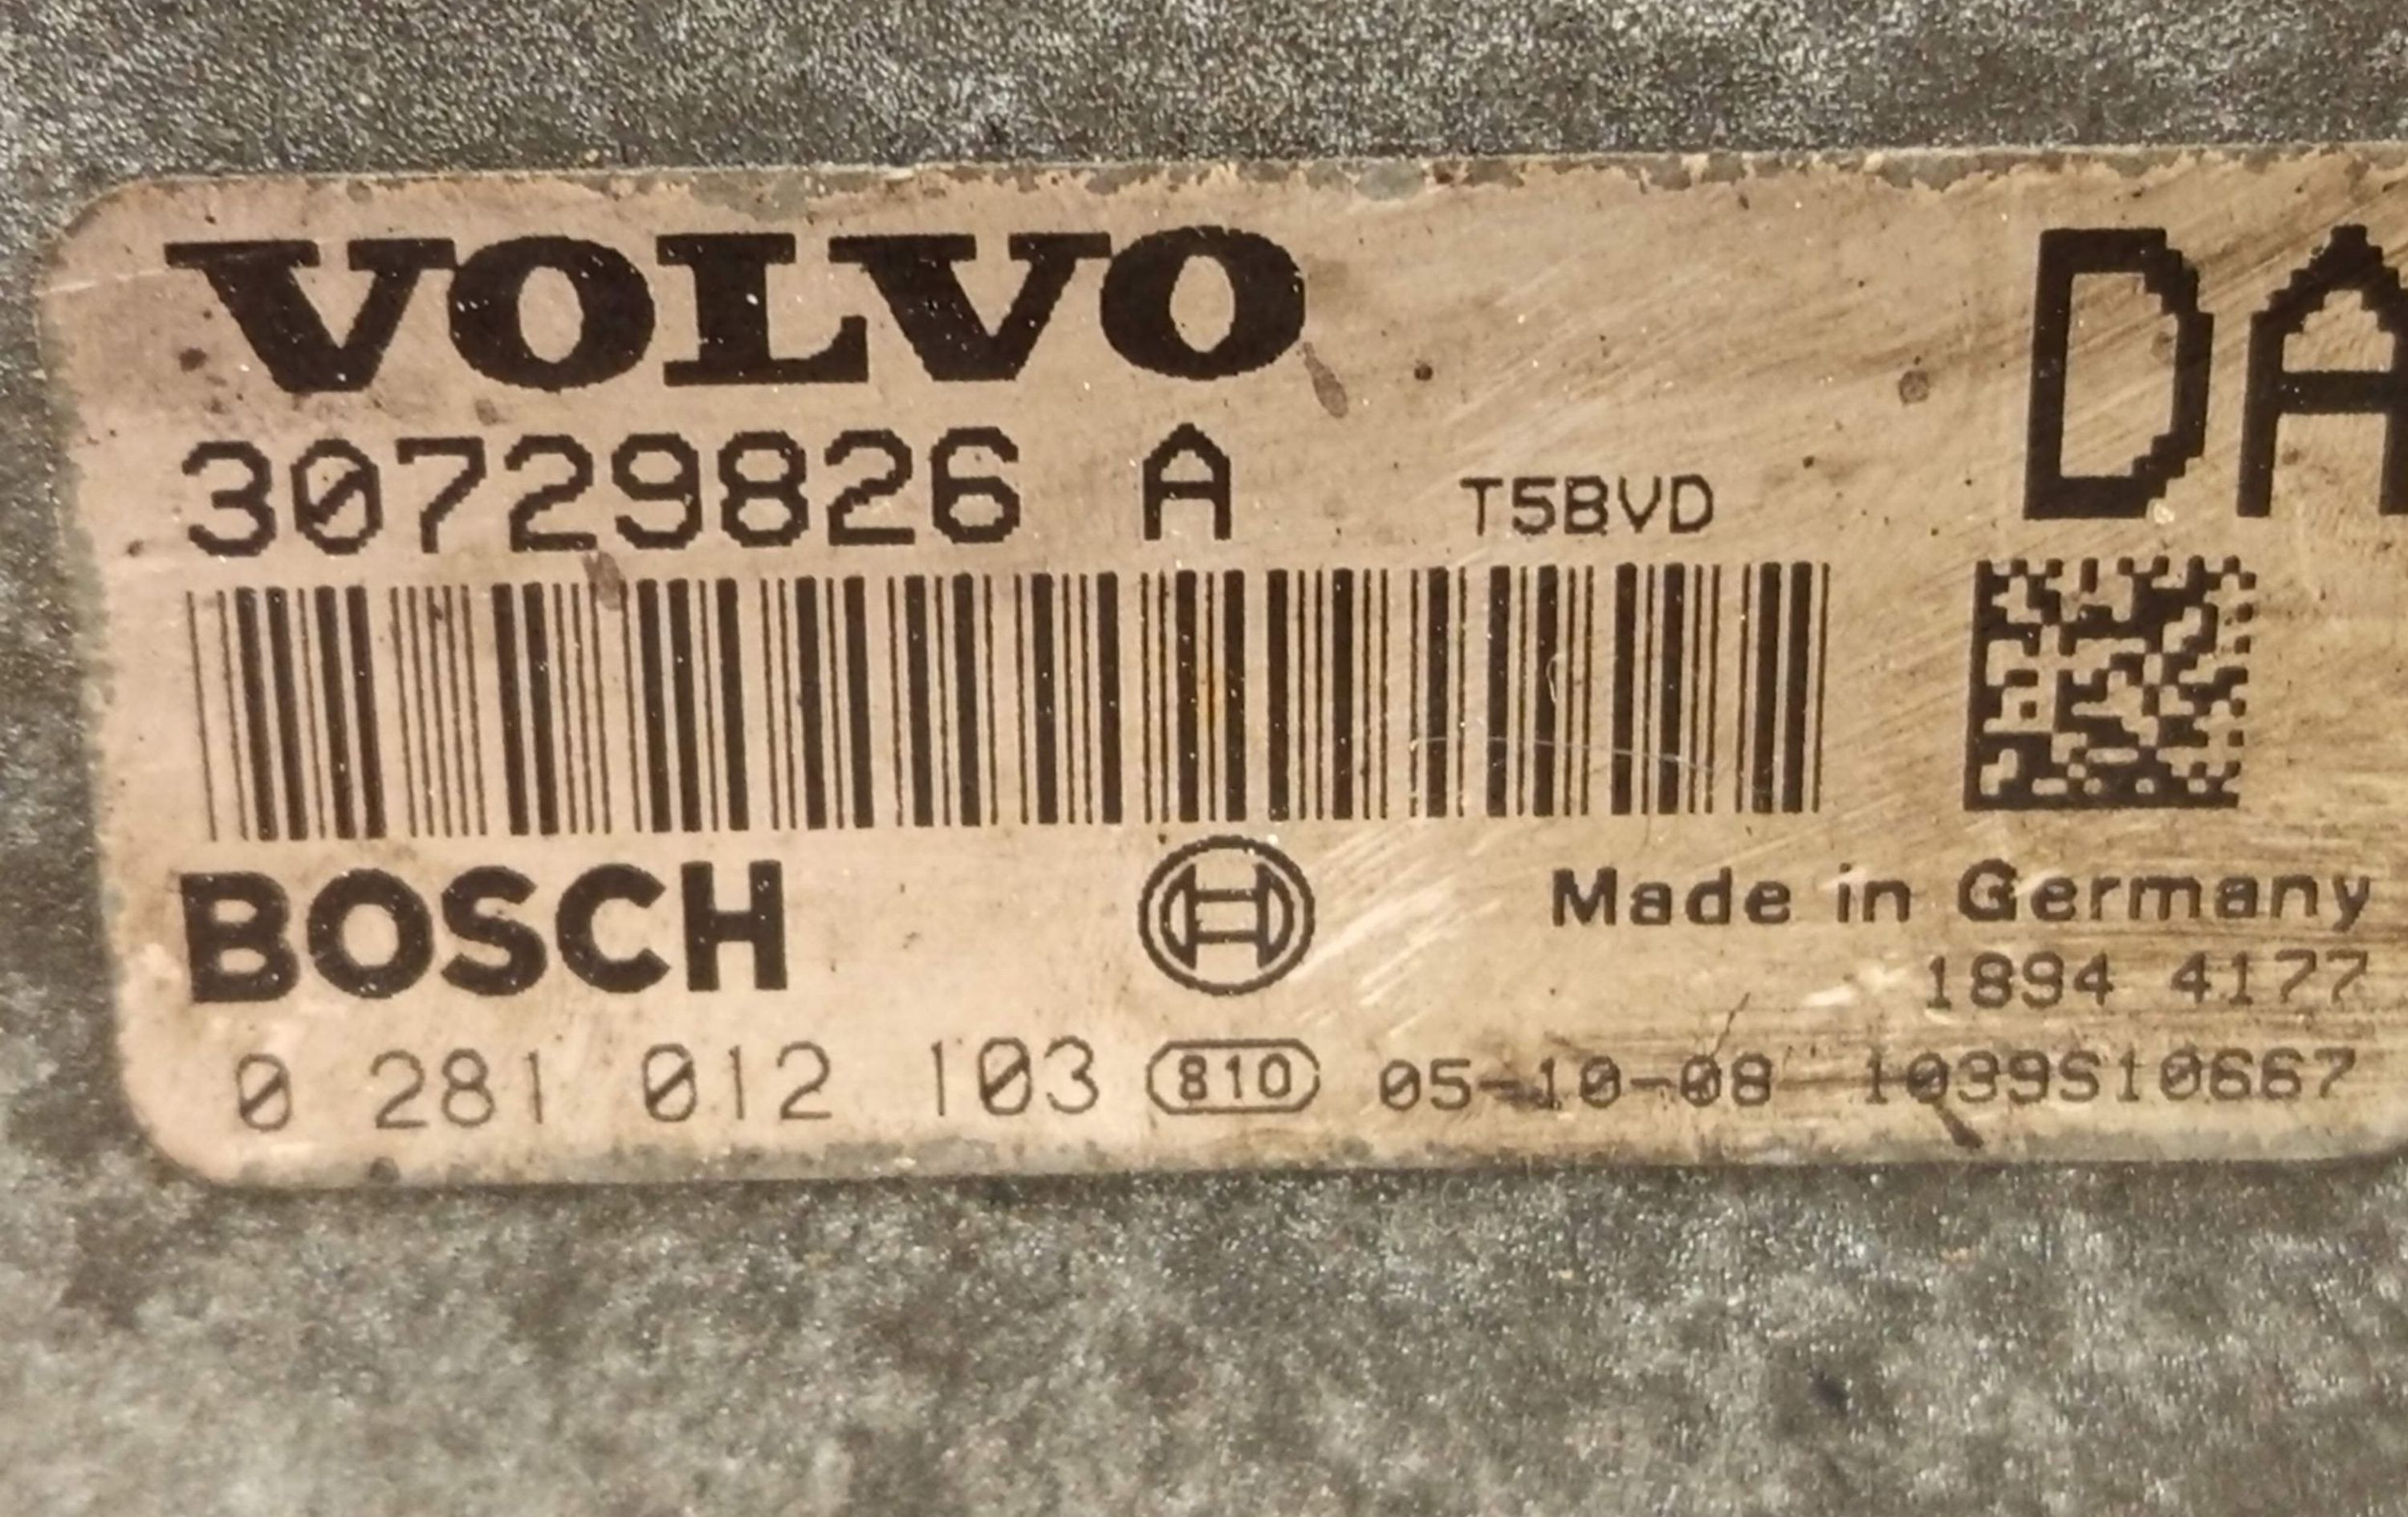 VOLVO
DA
30729826 A T5BVD
BOSCH
Made in Germany
1894 4177
0 281 012 103 810 05-10-08 1039S10667